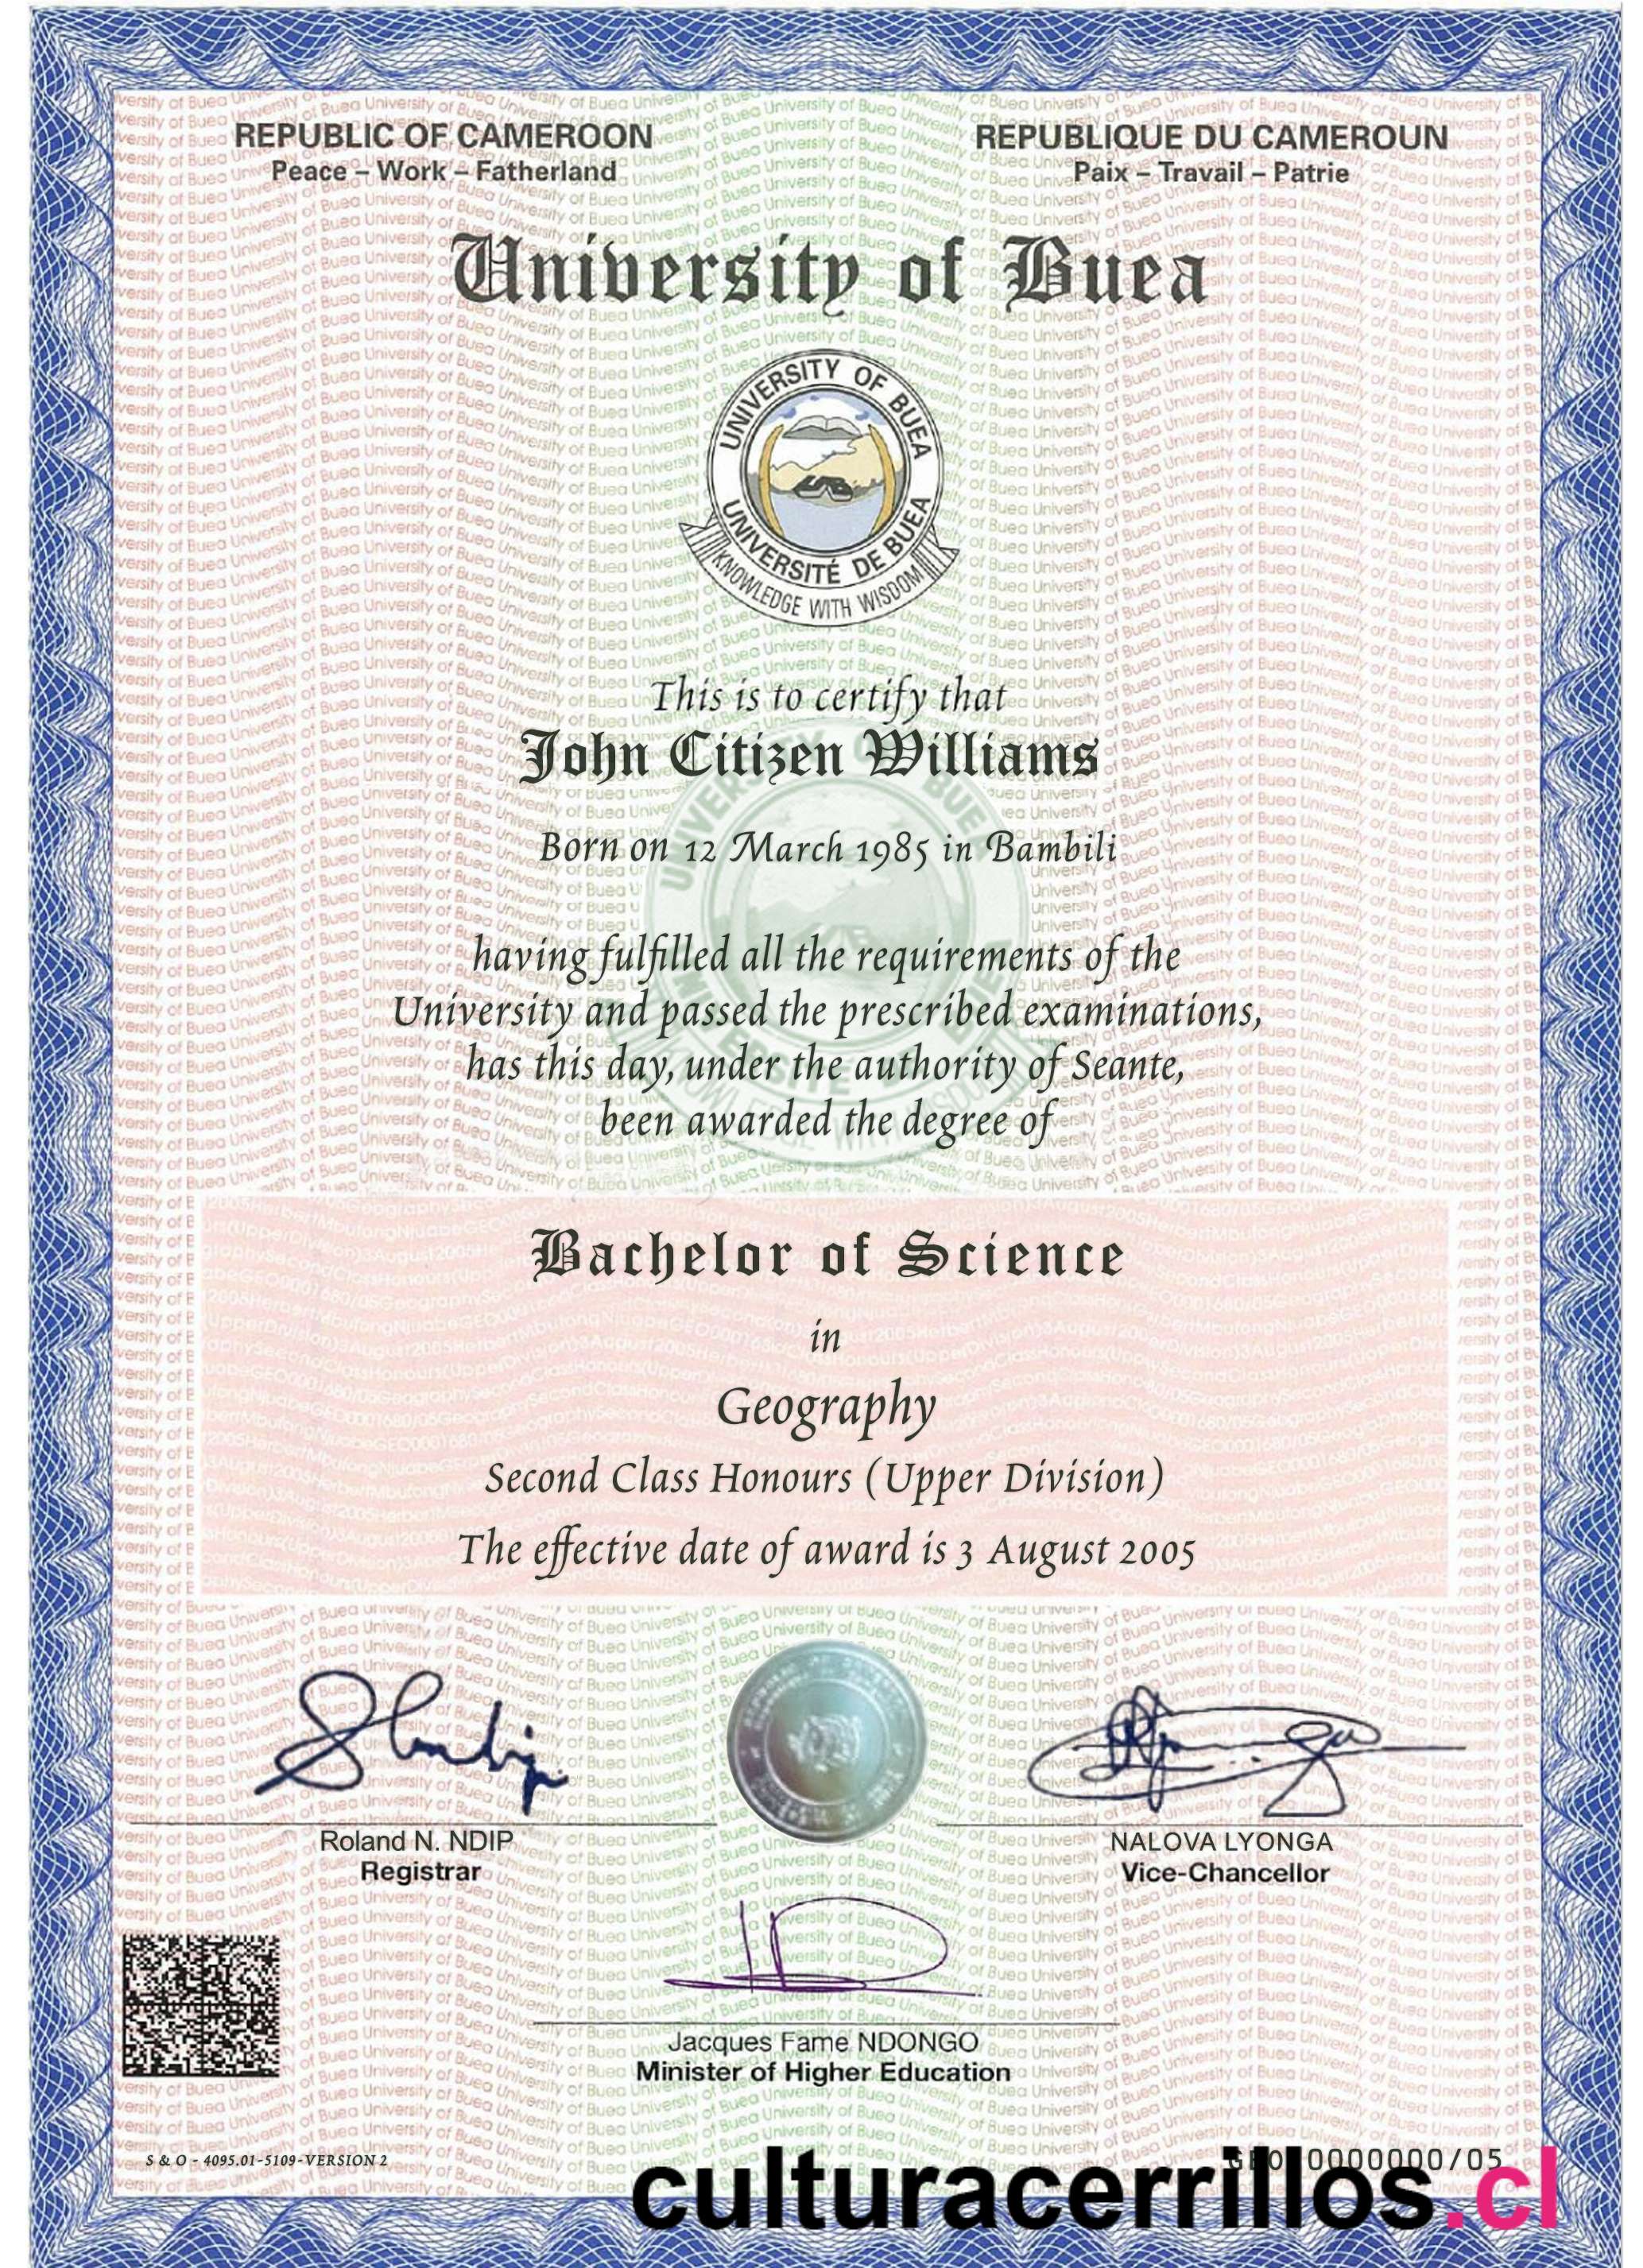 REPUBLIC OF CAMEROON
Peace – Work – Fatherland
REPUBLIQUE DU CAMEROUN
Paix – Travail – Patrie
University of Buea
UNIVERSITY OF BUEA
UNIVERSITÉ DE BUEA
KNOWLEDGE WITH WISDOM
This is to certify that
John Citizen Williams
Born on 12 March 1985 in Bambili
having fulfilled all the requirements of the
University and passed the prescribed examinations,
has this day, under the authority of Seante,
been awarded the degree of
Bachelor of Science
in
Geography
Second Class Honours (Upper Division)
The effective date of award is 3 August 2005
Roland N. NDIP
Registrar
NALOVA LYONGA
Vice-Chancellor
Jacques Fame NDONGO
Minister of Higher Education
S & O - 4095.01-5109-VERSION 2
culturacerrillos.cl